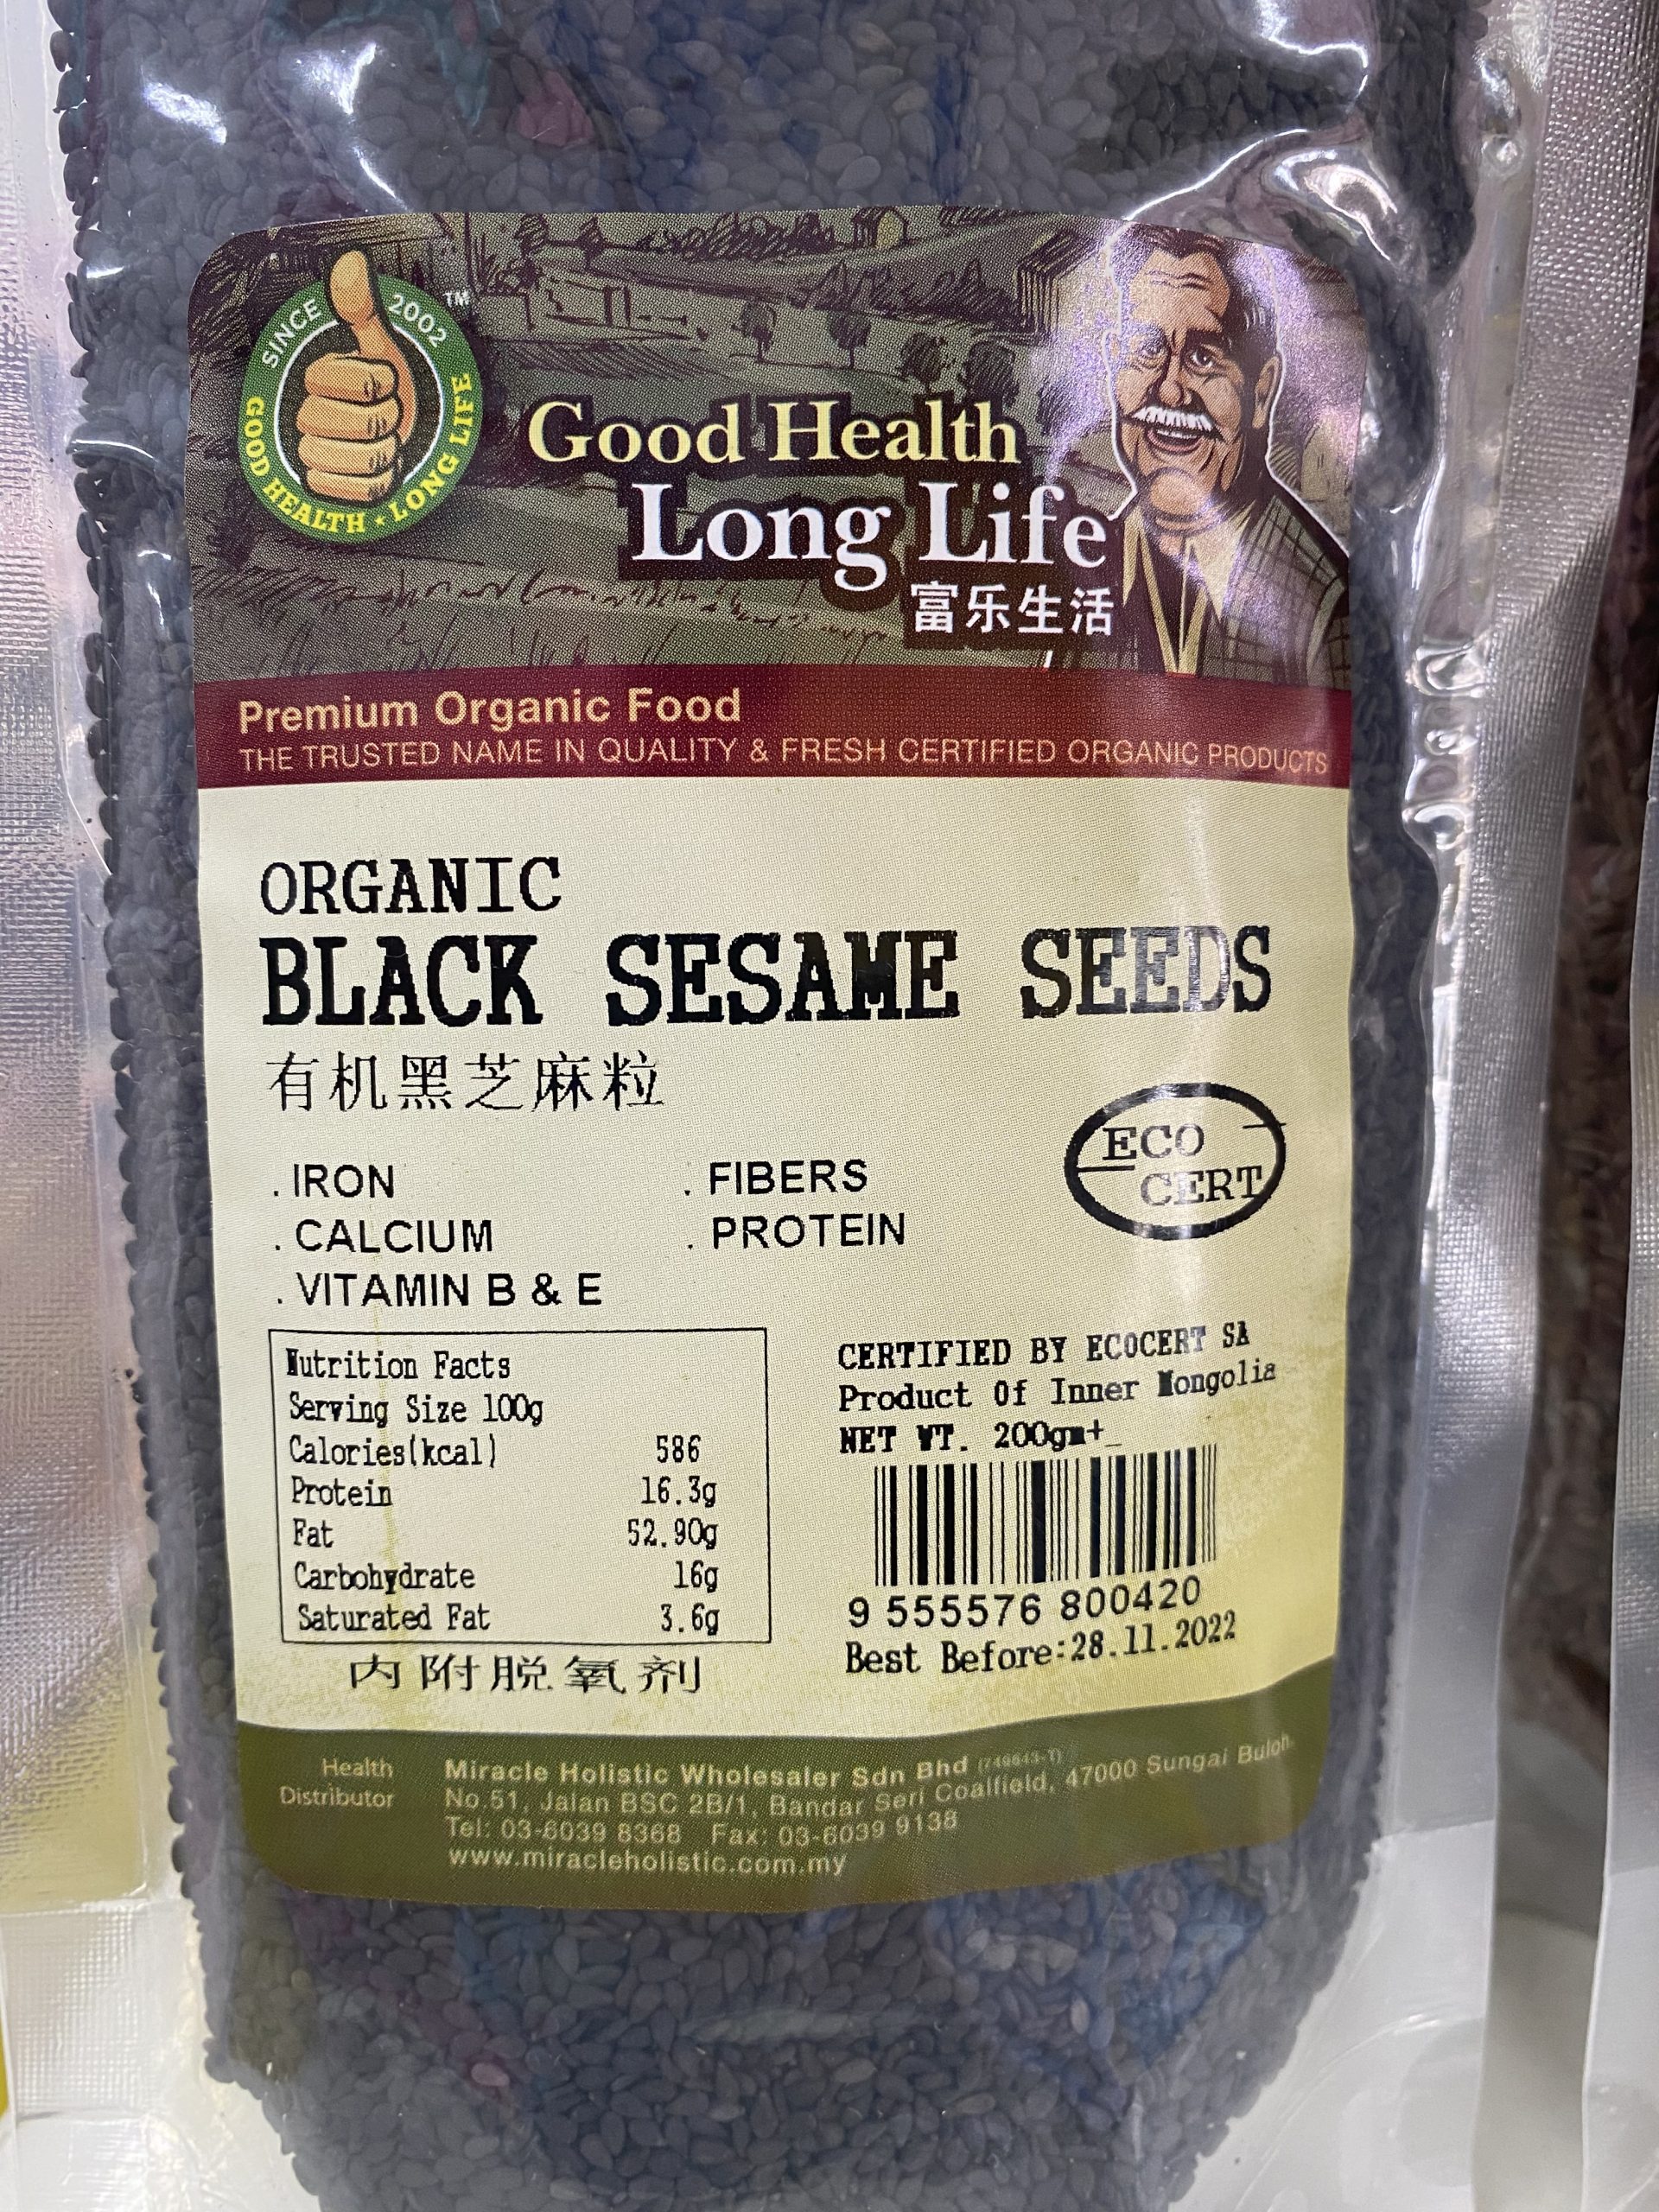 SINCE 2002 TM
GOOD HEALTH ★ LONG LIFE
Good Health
Long Life
富乐生活
Premium Organic Food
THE TRUSTED NAME IN QUALITY & FRESH CERTIFIED ORGANIC PRODUCTS
ORGANIC
BLACK SESAME SEEDS
有机黑芝麻粒
. IRON
. CALCIUM
. VITAMIN B & E
. FIBERS
. PROTEIN
ECO
CERT
Nutrition Facts
Serving Size 100g
Calories(kcal) 586
Protein 16.3g
Fat 52.90g
Carbohydrate 16g
Saturated Fat 3.6g
内附脱氧剂
CERTIFIED BY ECOCERT SA
Product Of Inner Mongolia
NET WT. 200gm+_
9 555576 800420
Best Before:28.11.2022
Health
Distributor
Miracle Holistic Wholesaler Sdn Bhd (749643-T)
No.51, Jalan BSC 2B/1, Bandar Seri Coalfield, 47000 Sungai Buloh.
Tel: 03-6039 8368 Fax: 03-6039 9138
www.miracleholistic.com.my